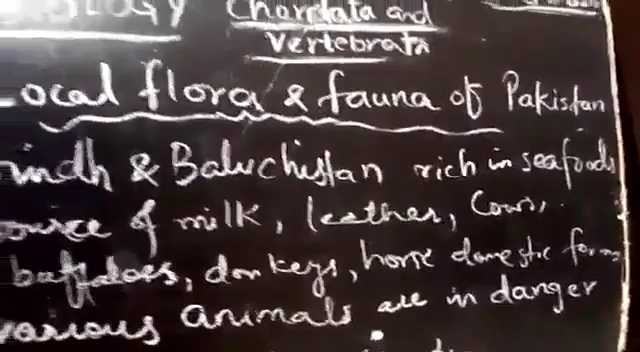 Chordata and
Vertebrata
ocal flora & fauna of Pakistan
indh & Baluchistan rich in seafoods
ource of milk, leather, Cows,
buffaloes, donkeys, horse domestic form
various animals are in danger